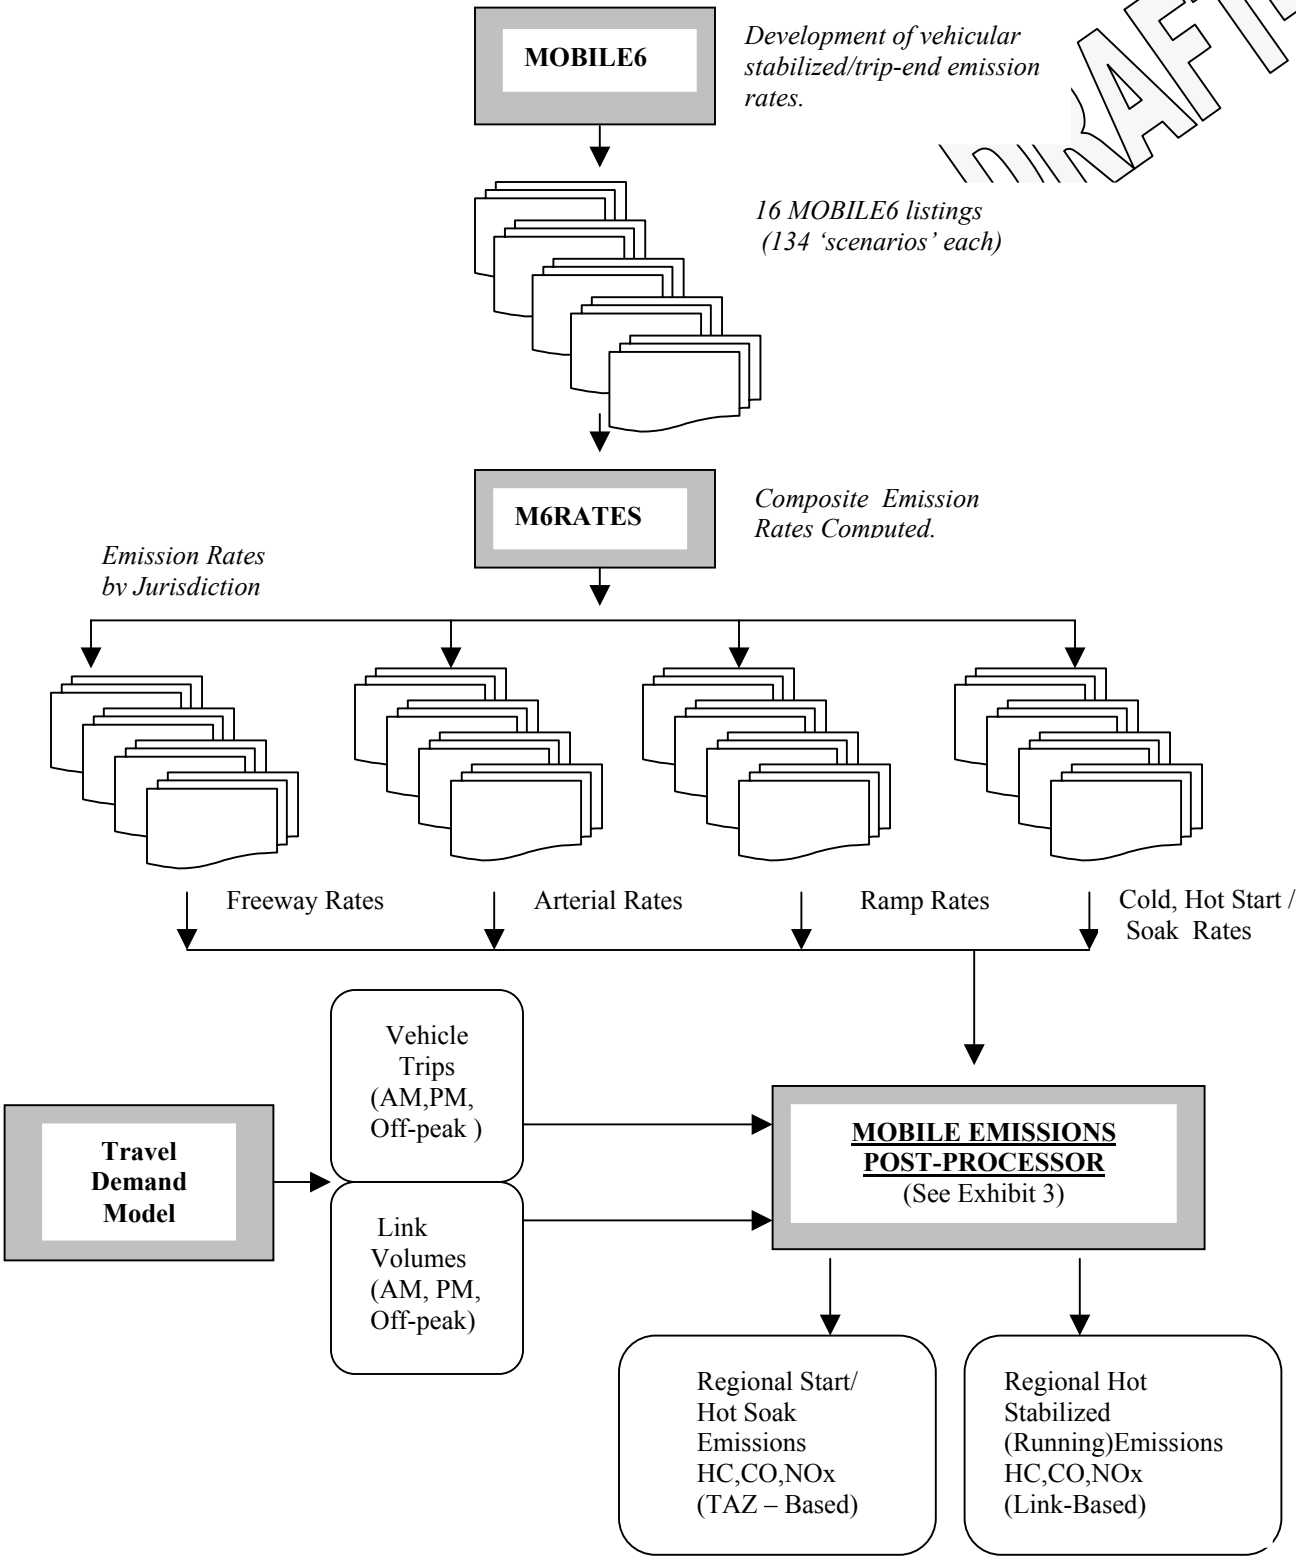 MOBILE6
Development of vehicular
stabilized/trip-end emission
rates.
DRAFT
16 MOBILE6 listings
(134 ‘scenarios’ each)
M6RATES
Composite Emission
Rates Computed.
Emission Rates
by Jurisdiction
Freeway Rates
Arterial Rates
Ramp Rates
Cold, Hot Start /
Soak Rates
Vehicle
Trips
(AM,PM,
Off-peak )
Travel
Demand
Model
Link
Volumes
(AM, PM,
Off-peak)
MOBILE EMISSIONS
POST-PROCESSOR
(See Exhibit 3)
Regional Start/
Hot Soak
Emissions
HC,CO,NOx
(TAZ – Based)
Regional Hot
Stabilized
(Running)Emissions
HC,CO,NOx
(Link-Based)